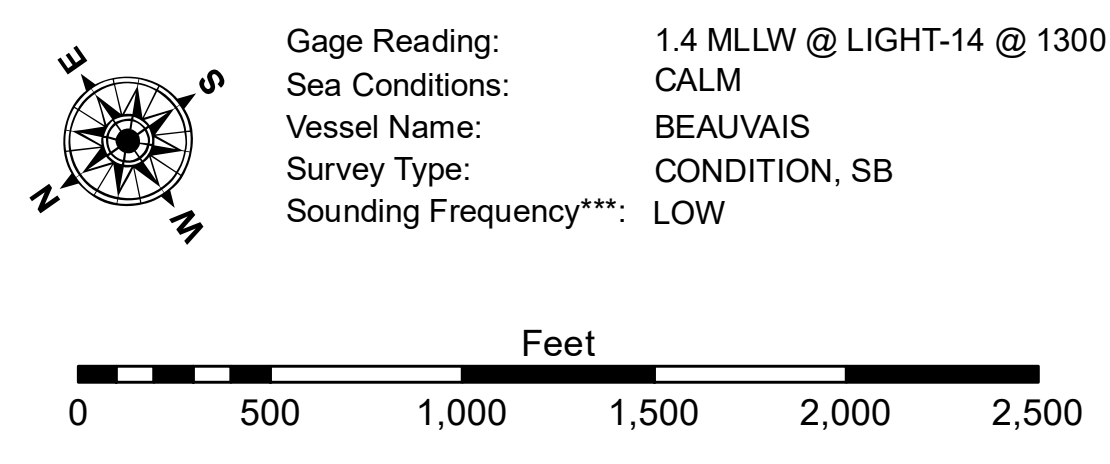 E
S
N
W
Gage Reading: 1.4 MLLW @ LIGHT-14 @ 1300
Sea Conditions: CALM
Vessel Name: BEAUVAIS
Survey Type: CONDITION, SB
Sounding Frequency***: LOW
Feet
0 500 1,000 1,500 2,000 2,500